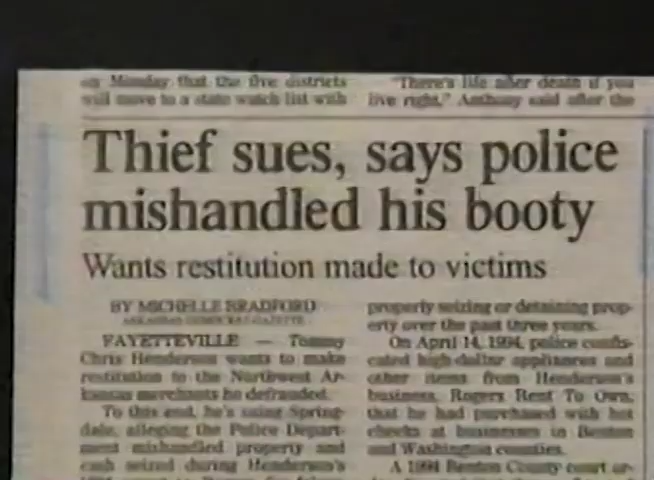 on Monday that the five districts
will move to a state watch list with
"There's life after death if you
live right," Anthony said after the
Thief sues, says police
mishandled his booty
Wants restitution made to victims
BY MICHELLE BRADFORD
ARKANSAS DEMOCRAT-GAZETTE
FAYETTEVILLE — Tommy
Chris Henderson wants to make
restitution to the Northwest Ar-
kansas merchants he defrauded.
To this end, he's suing Spring-
dale, alleging the Police Depart-
ment mishandled property and
cash seized during Henderson's
properly seizing or detaining prop-
erty over the past three years.
On April 14, 1994, police confis-
cated high-dollar appliances and
other items from Henderson's
business, Rogers Rent To Own,
that he had purchased with hot
checks at businesses in Benton
and Washington counties.
A 1994 Benton County court or-